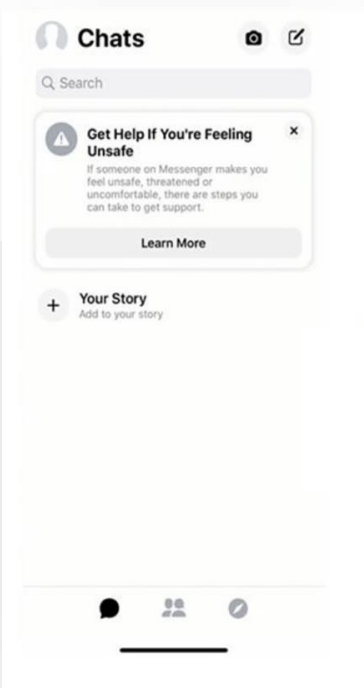 Chats
Search
Get Help If You're Feeling
Unsafe
If someone on Messenger makes you
feel unsafe, threatened or
uncomfortable, there are steps you
can take to get support.
Learn More
Your Story
Add to your story